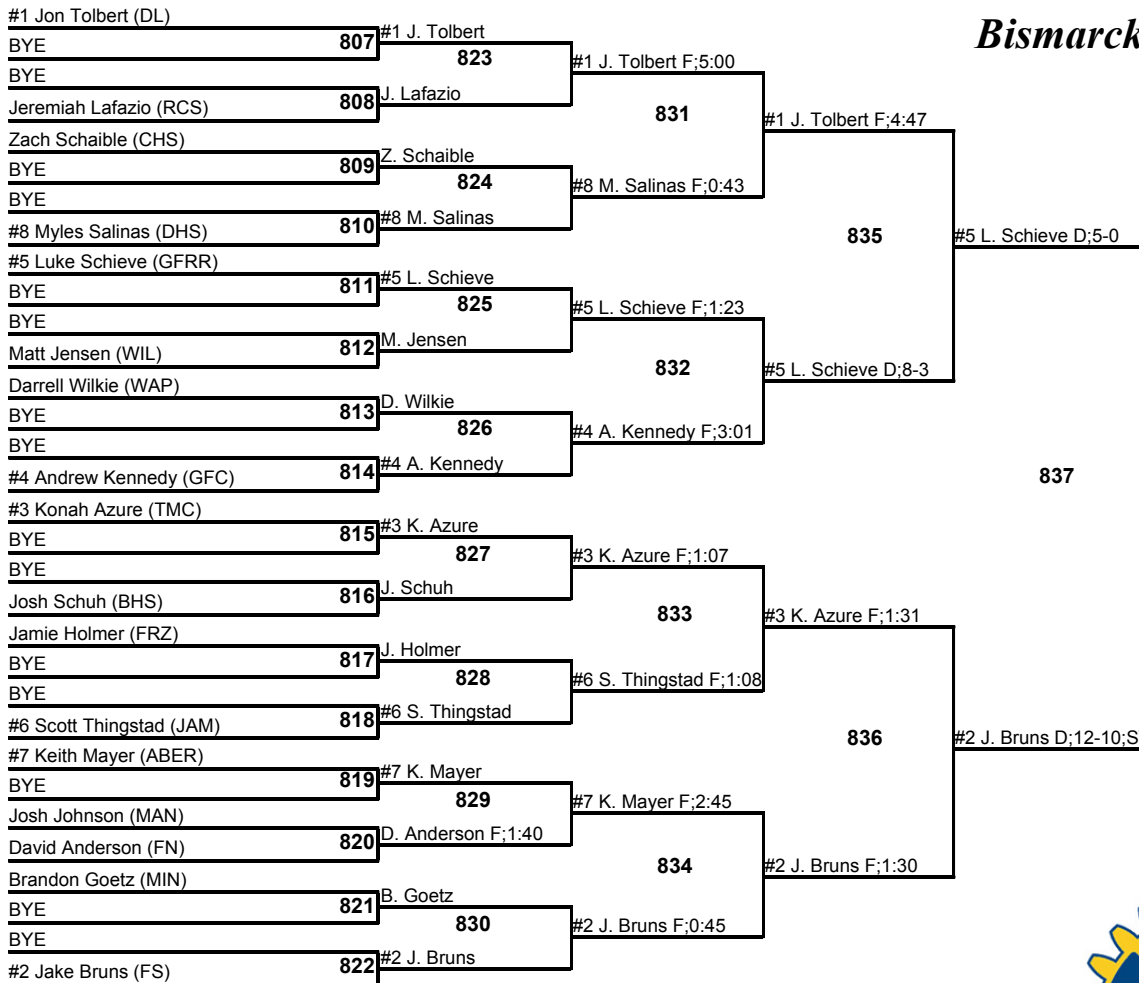 #1 Jon Tolbert (DL)
BYE
BYE
Jeremiah Lafazio (RCS)
Zach Schaible (CHS)
BYE
BYE
#8 Myles Salinas (DHS)
#5 Luke Schieve (GFRR)
BYE
BYE
Matt Jensen (WIL)
Darrell Wilkie (WAP)
BYE
BYE
#4 Andrew Kennedy (GFC)
#3 Konah Azure (TMC)
BYE
BYE
Josh Schuh (BHS)
Jamie Holmer (FRZ)
BYE
BYE
#6 Scott Thingstad (JAM)
#7 Keith Mayer (ABER)
BYE
Josh Johnson (MAN)
David Anderson (FN)
Brandon Goetz (MIN)
BYE
BYE
#2 Jake Bruns (FS)
807
808
809
810
811
812
813
814
815
816
817
818
819
820
821
822
#1 J. Tolbert
823
J. Lafazio
Z. Schaible
824
#8 M. Salinas
#5 L. Schieve
825
M. Jensen
D. Wilkie
826
#4 A. Kennedy
#3 K. Azure
827
J. Schuh
J. Holmer
828
#6 S. Thingstad
#7 K. Mayer
829
D. Anderson F;1:40
B. Goetz
830
#2 J. Bruns
#1 J. Tolbert F;5:00
831
#8 M. Salinas F;0:43
#5 L. Schieve F;1:23
832
#4 A. Kennedy F;3:01
#3 K. Azure F;1:07
833
#6 S. Thingstad F;1:08
#7 K. Mayer F;2:45
834
#2 J. Bruns F;0:45
#1 J. Tolbert F;4:47
835
#5 L. Schieve D;8-3
#3 K. Azure F;1:31
836
#2 J. Bruns F;1:30
Bismarck
#5 L. Schieve D;5-0
837
#2 J. Bruns D;12-10;S